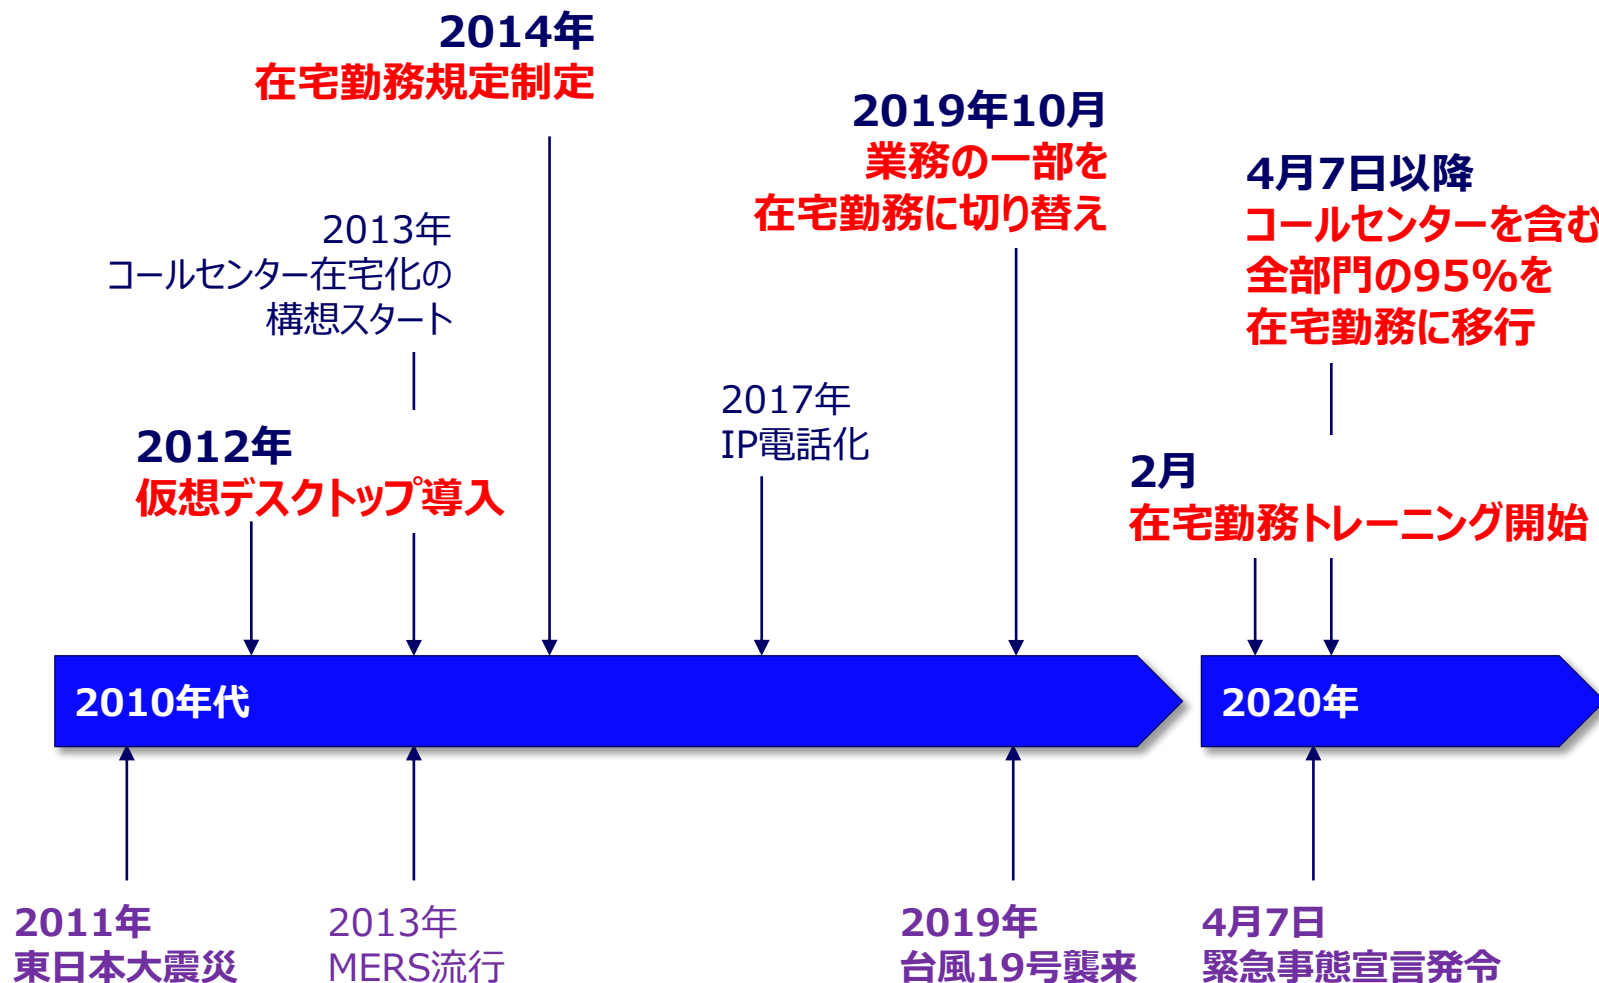 2014年
在宅勤務規定制定
2019年10月
業務の一部を
在宅勤務に切り替え
4月7日以降
コールセンターを含む
全部門の95%を
在宅勤務に移行
2013年
コールセンター在宅化の
構想スタート
2017年
IP電話化
2012年
仮想デスクトップ導入
2月
在宅勤務トレーニング開始
2010年代
2020年
2011年
東日本大震災
2013年
MERS流行
2019年
台風19号襲来
4月7日
緊急事態宣言発令